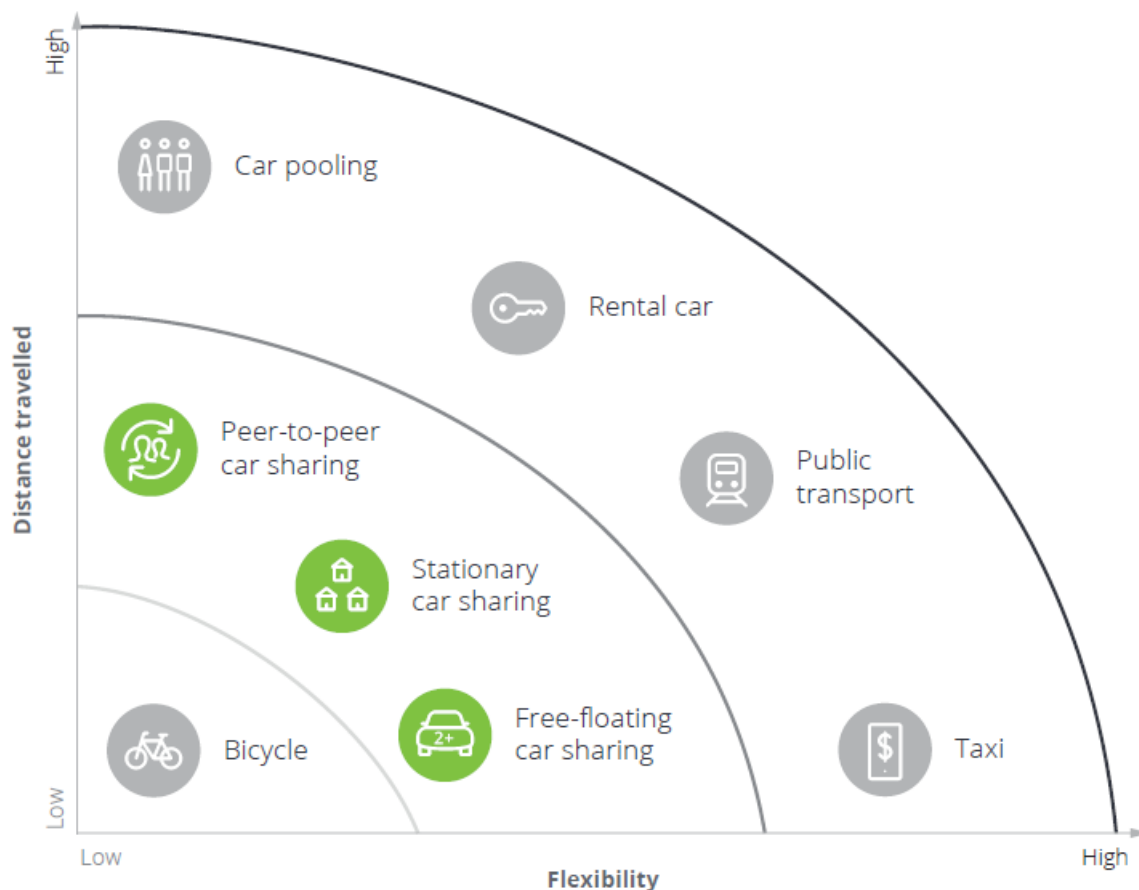 High
Car pooling
Rental car
Distance travelled
Peer-to-peer
car sharing
Public
transport
Stationary
car sharing
Free-floating
car sharing
2+
Bicycle
$
Taxi
Low
Low
High
Flexibility